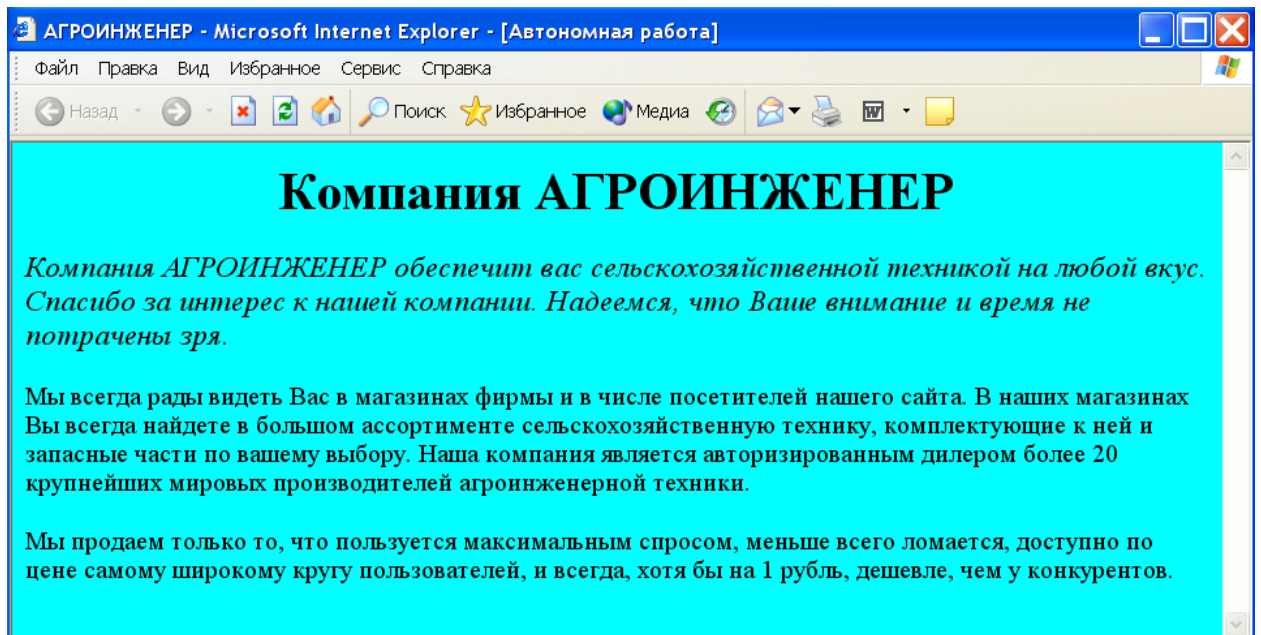 АГРОИНЖЕНЕР - Microsoft Internet Explorer - [Автономная работа]
Файл Правка Вид Избранное Сервис Справка
Назад Поиск Избранное Медиа
Компания АГРОИНЖЕНЕР
Компания АГРОИНЖЕНЕР обеспечит вас сельскохозяйственной техникой на любой вкус.
Спасибо за интерес к нашей компании. Надеемся, что Ваше внимание и время не
потрачены зря.
Мы всегда рады видеть Вас в магазинах фирмы и в числе посетителей нашего сайта. В наших магазинах
Вы всегда найдете в большом ассортименте сельскохозяйственную технику, комплектующие к ней и
запасные части по вашему выбору. Наша компания является авторизированным дилером более 20
крупнейших мировых производителей агроинженерной техники.
Мы продаем только то, что пользуется максимальным спросом, меньше всего ломается, доступно по
цене самому широкому кругу пользователей, и всегда, хотя бы на 1 рубль, дешевле, чем у конкурентов.